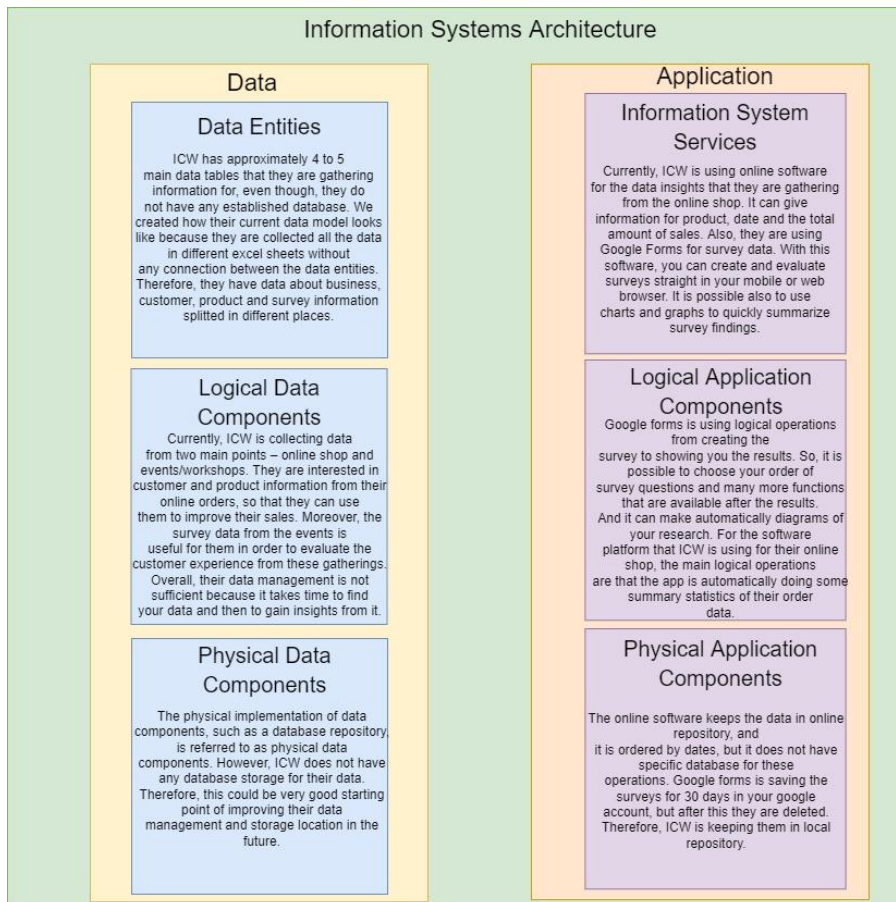 Information Systems Architecture
Data
Data Entities
ICW has approximately 4 to 5
main data tables that they are gathering
information for, even though, they do
not have any established database. We
created how their current data model looks
like because they are collected all the data
in different excel sheets without
any connection between the data entities.
Therefore, they have data about business,
customer, product and survey information
splitted in different places.
Logical Data
Components
Currently, ICW is collecting data
from two main points – online shop and
events/workshops. They are interested in
customer and product information from their
online orders, so that they can use
them to improve their sales. Moreover, the
survey data from the events is
useful for them in order to evaluate the
customer experience from these gatherings.
Overall, their data management is not
sufficient because it takes time to find
your data and then to gain insights from it.
Physical Data
Components
The physical implementation of data
components, such as a database repository,
is referred to as physical data
components. However, ICW does not have
any database storage for their data.
Therefore, this could be very good starting
point of improving their data
management and storage location in the
future.
Application
Information System
Services
Currently, ICW is using online software
for the data insights that they are gathering
from the online shop. It can give
information for product, date and the total
amount of sales. Also, they are using
Google Forms for survey data. With this
software, you can create and evaluate
surveys straight in your mobile or web
browser. It is possible also to use
charts and graphs to quickly summarize
survey findings.
Logical Application
Components
Google forms is using logical operations
from creating the
survey to showing you the results. So, it is
possible to choose your order of
survey questions and many more functions
that are available after the results.
And it can make automatically diagrams of
your research. For the software
platform that ICW is using for their online
shop, the main logical operations
are that the app is automatically doing some
summary statistics of their order
data.
Physical Application
Components
The online software keeps the data in online
repository, and
it is ordered by dates, but it does not have
specific database for these
operations. Google forms is saving the
surveys for 30 days in your google
account, but after this they are deleted.
Therefore, ICW is keeping them in local
repository.